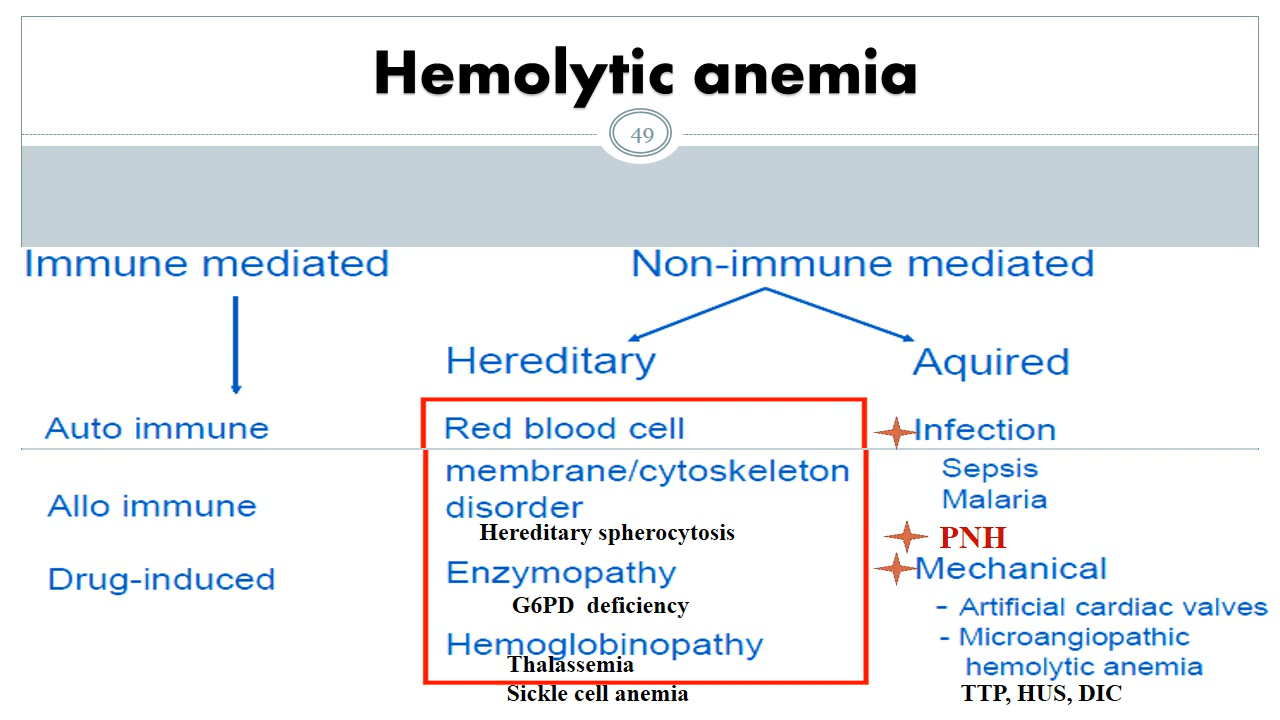 Hemolytic anemia
49
Immune mediated
Non-immune mediated
Hereditary
Aquired
Auto immune
Allo immune
Drug-induced
Red blood cell
membrane/cytoskeleton
disorder
Hereditary spherocytosis
Enzymopathy
G6PD deficiency
Hemoglobinopathy
Thalassemia
Sickle cell anemia
Infection
Sepsis
Malaria
PNH
Mechanical
- Artificial cardiac valves
- Microangiopathic
hemolytic anemia
TTP, HUS, DIC